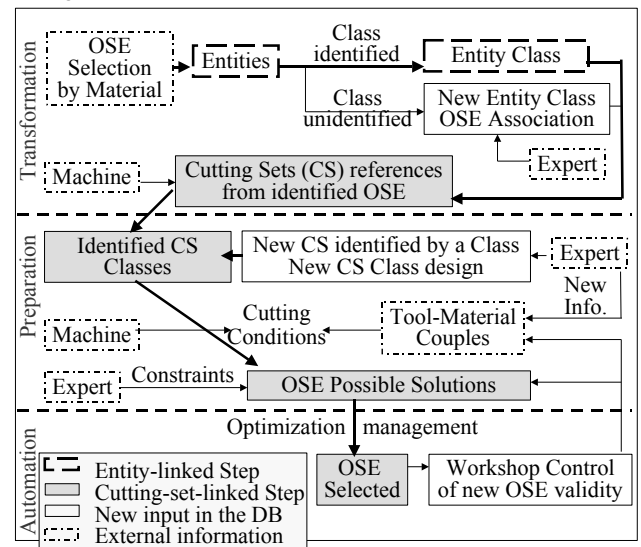 Transformation
OSE
Selection
by Material
Entities
Class
identified
Entity Class
Class
unidentified
New Entity Class
OSE Association
Expert
Machine
Cutting Sets (CS) references
from identified OSE
Preparation
Identified CS
Classes
New CS identified by a Class
New CS Class design
Expert
New
Info.
Machine
Cutting
Conditions
Tool-Material
Couples
Expert
Constraints
OSE Possible Solutions
Automation
Optimization management
OSE
Selected
Workshop Control
of new OSE validity
Entity-linked Step
Cutting-set-linked Step
New input in the DB
External information